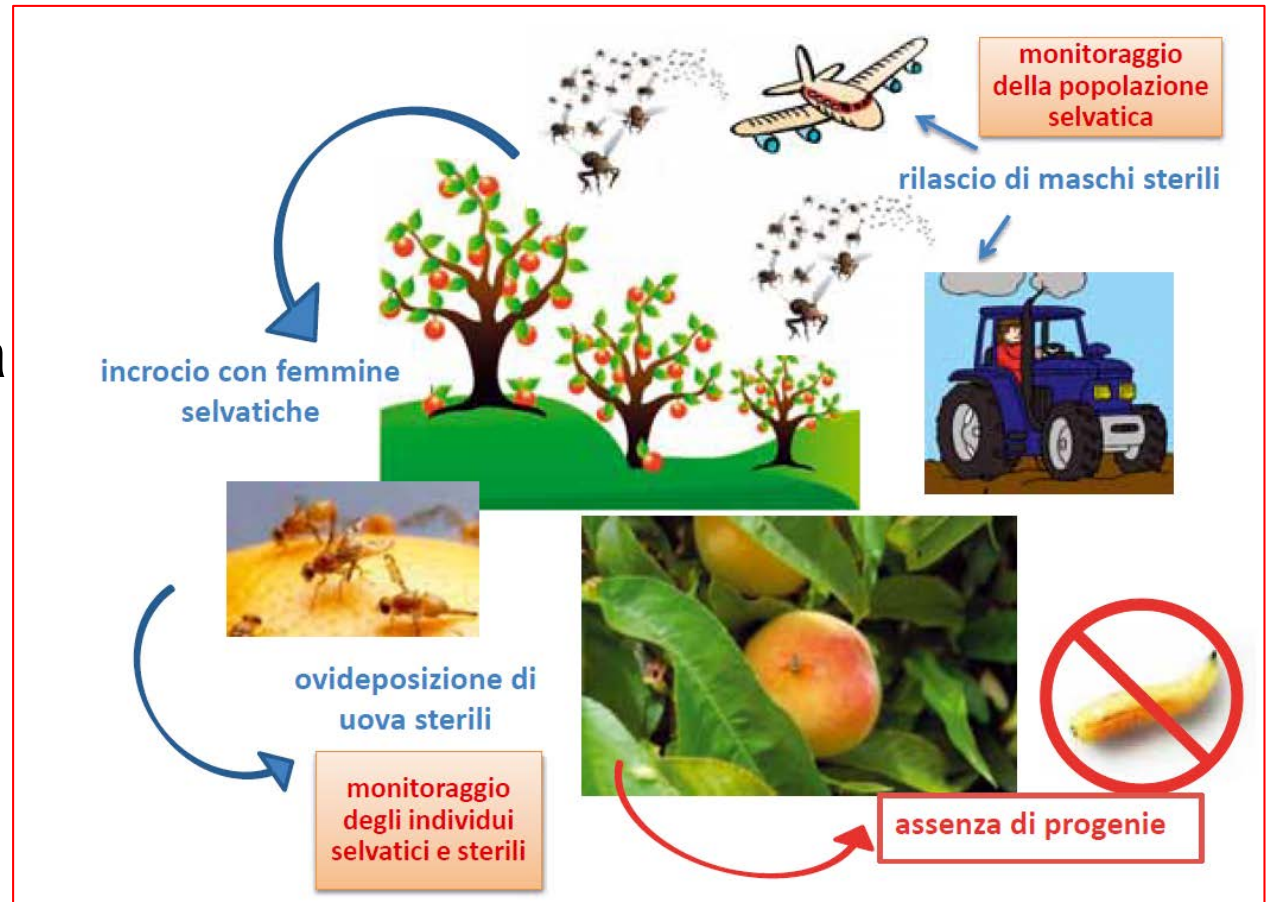 monitoraggio
della popolazione
selvatica
rilascio di maschi sterili
incrocio con femmine
selvatiche
ovideposizione di
uova sterili
monitoraggio
degli individui
selvatici e sterili
assenza di progenie